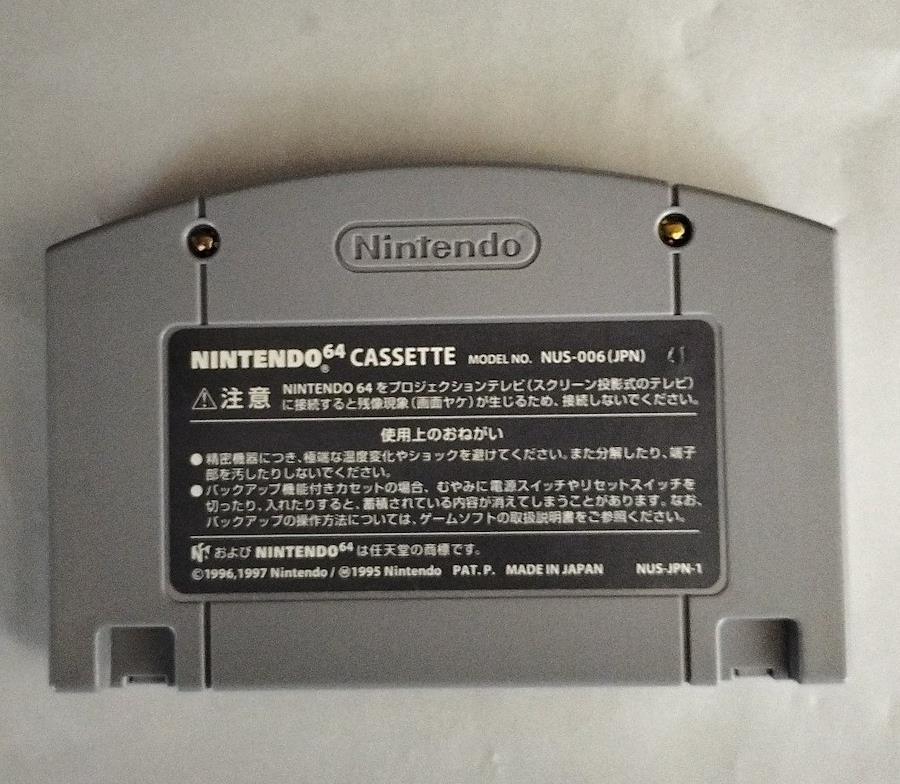 Nintendo
NINTENDO64® CASSETTE MODEL NO. NUS-006(JPN) 41
⚠注意 NINTENDO 64 をプロジェクションテレビ(スクリーン投影式のテレビ)
に接続すると残像現象(画面ヤケ)が生じるため、接続しないでください。
使用上のおねがい
●精密機器につき、極端な温度変化やショックを避けてください。また分解したり、端子
部を汚したりしないでください。
●バックアップ機能付きカセットの場合、むやみに電源スイッチやリセットスイッチを
切ったり、入れたりすると、蓄積されている内容が消えてしまうことがあります。なお、
バックアップの操作方法については、ゲームソフトの取扱説明書をご参照ください。
および NINTENDO64 は任天堂の商標です。
©1996,1997 Nintendo / Ⓜ1995 Nintendo PAT. P. MADE IN JAPAN NUS-JPN-1